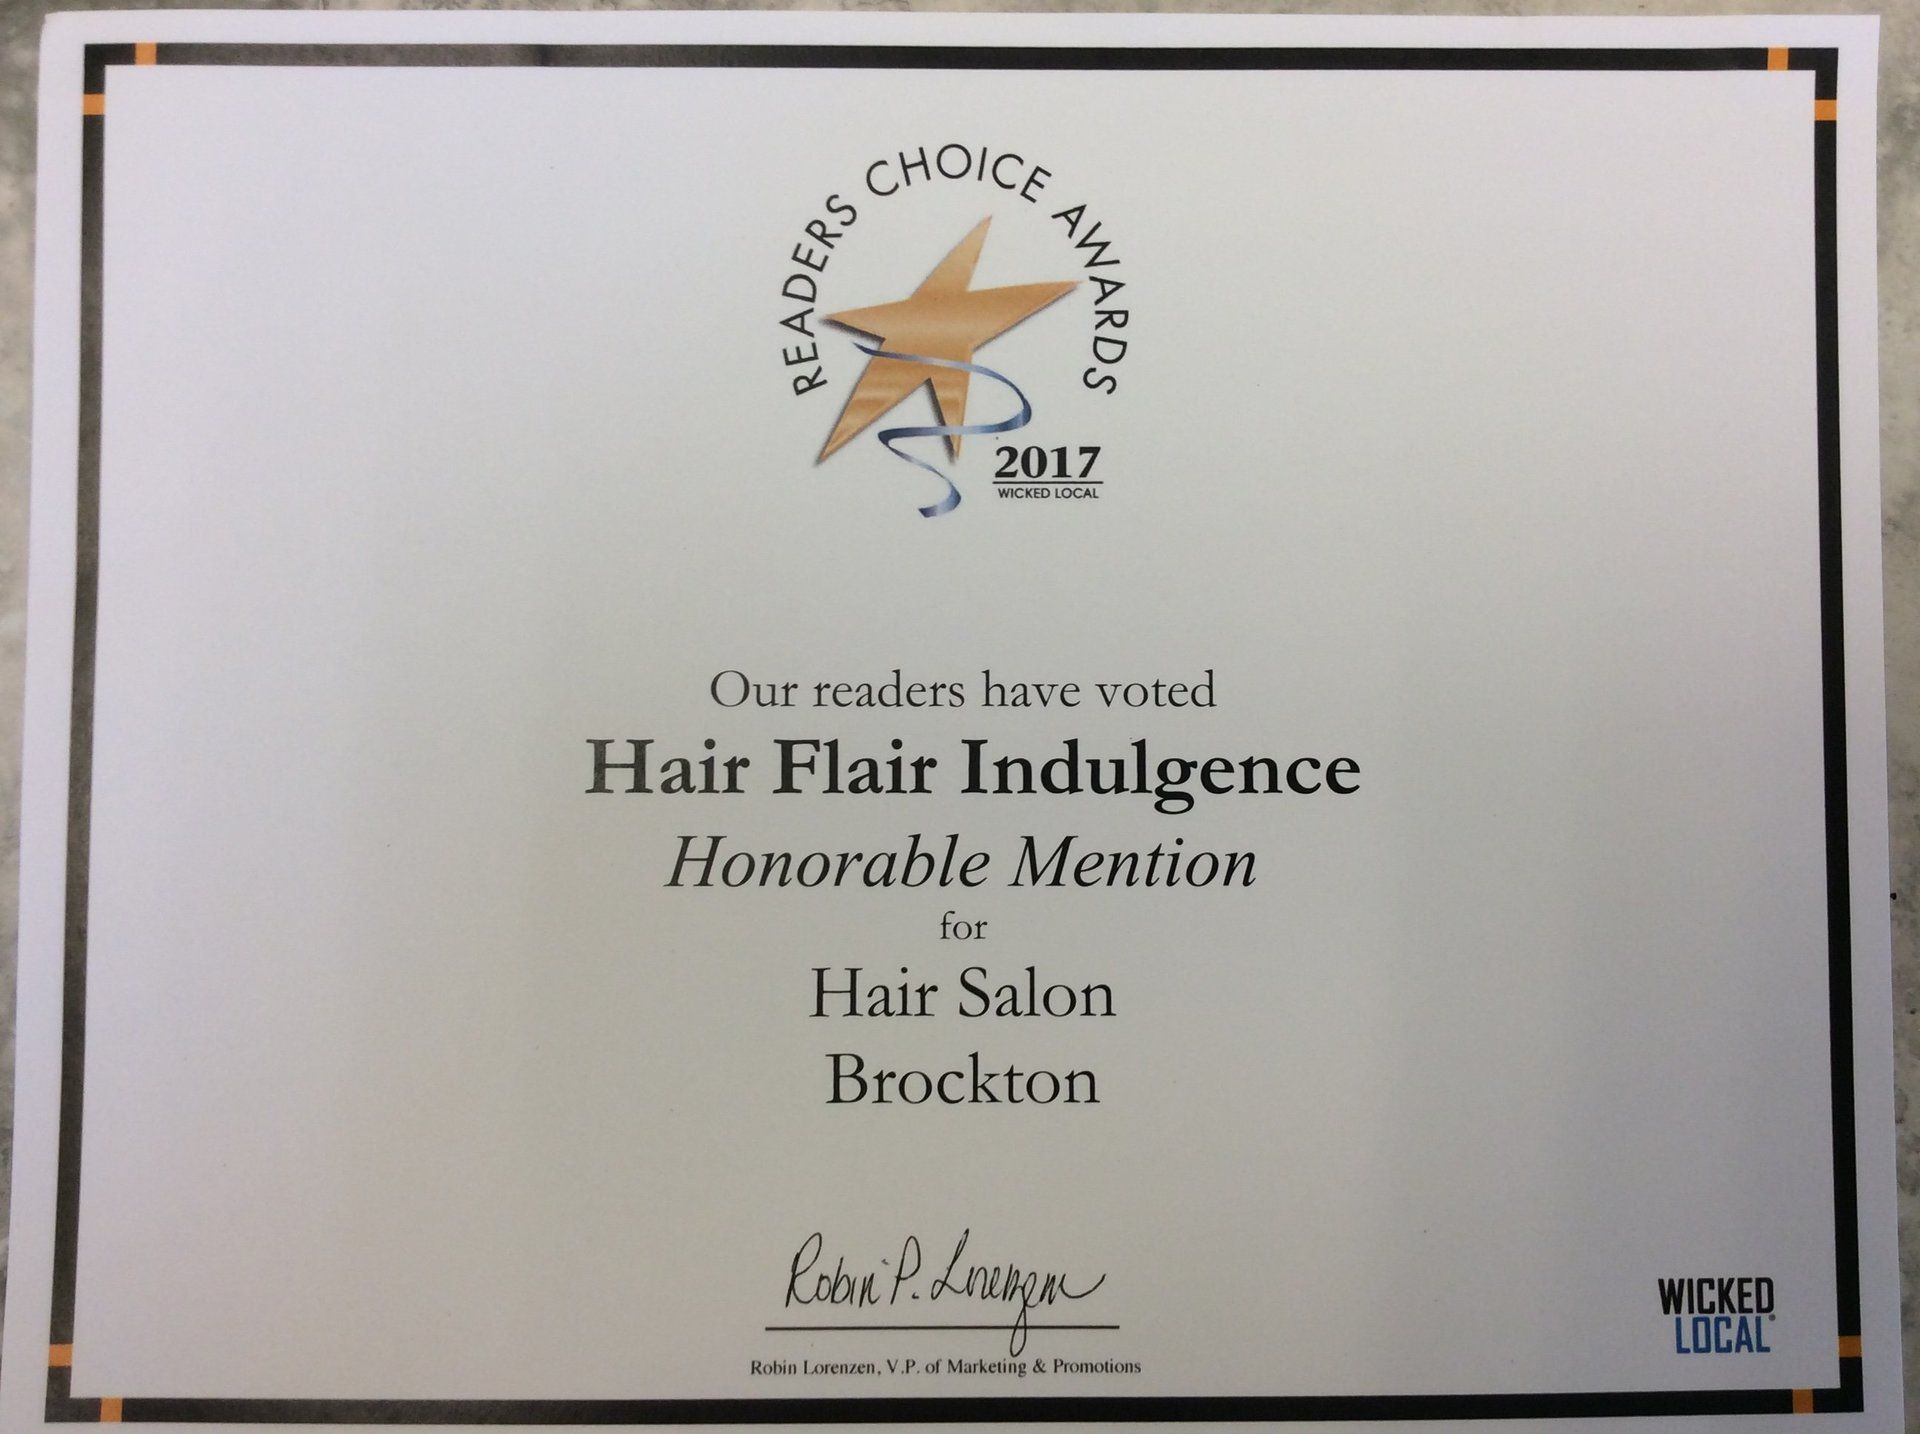 READERS CHOICE AWARDS
2017
WICKED LOCAL
Our readers have voted
Hair Flair Indulgence
Honorable Mention
for
Hair Salon
Brockton
Robin P. Lorenzen
Robin Lorenzen, V.P. of Marketing & Promotions
WICKED
LOCAL®